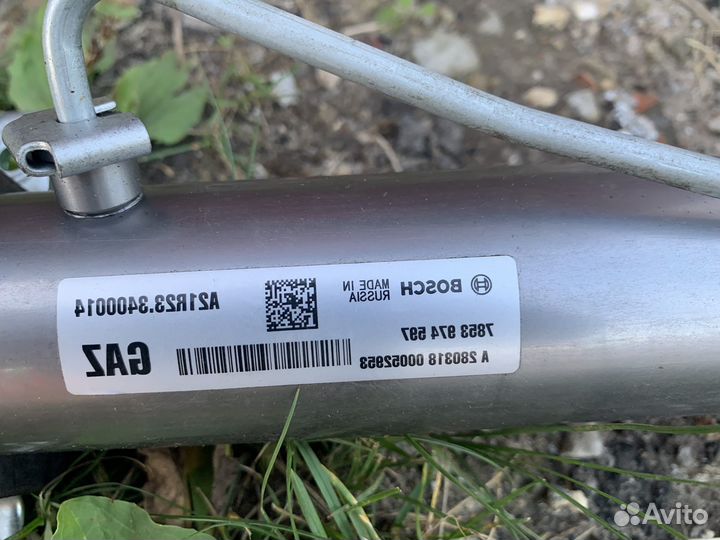 BOSCH
MADE IN
RUSSIA
A21R23.3400014
7853 974 597
A 280318 00052953
GAZ
Avito